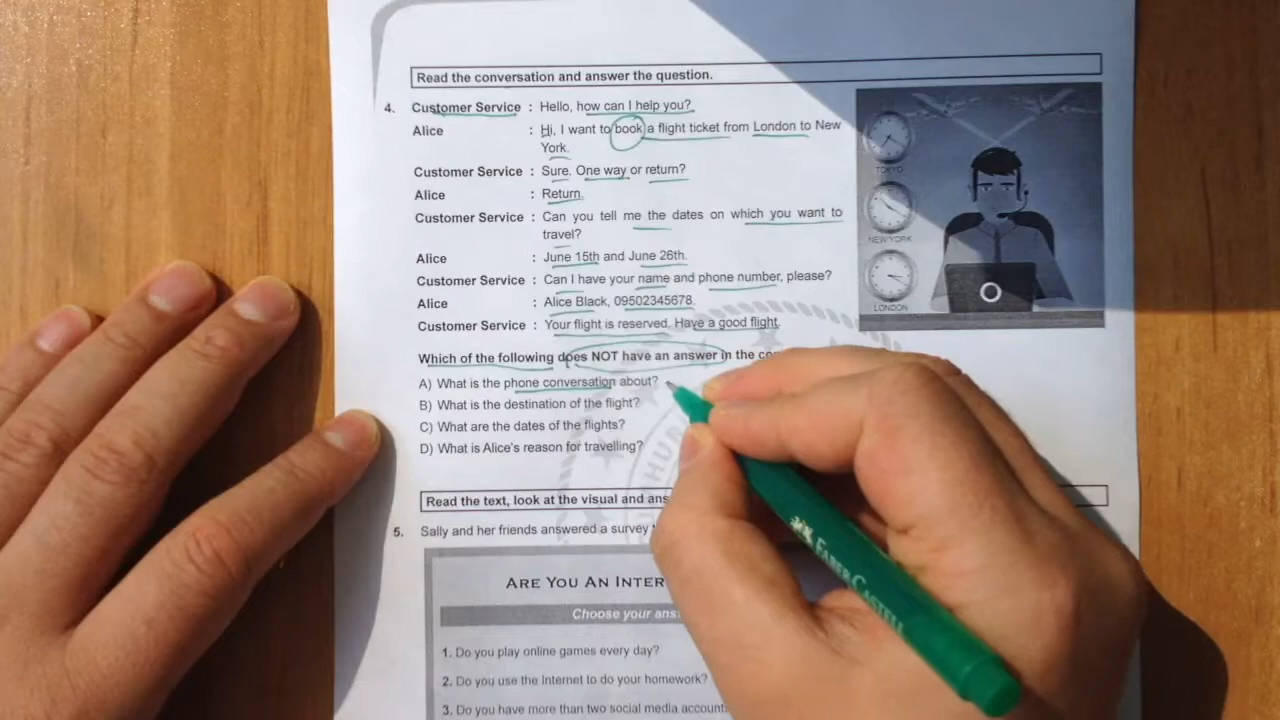 Read the conversation and answer the question.
4. Customer Service : Hello, how can I help you?
Alice : Hi, I want to book a flight ticket from London to New
York.
Customer Service : Sure. One way or return?
Alice : Return.
Customer Service : Can you tell me the dates on which you want to
travel?
Alice : June 15th and June 26th.
Customer Service : Can I have your name and phone number, please?
Alice : Alice Black, 09502345678.
Customer Service : Your flight is reserved. Have a good flight.
TOKYO
NEW YORK
LONDON
Which of the following does NOT have an answer in the
A) What is the phone conversation about?
B) What is the destination of the flight?
C) What are the dates of the flights?
D) What is Alice's reason for travelling?
Read the text, look at the visual and
5. Sally and her friends answered a survey
ARE YOU AN
Choose your
1. Do you play online games every day?
2. Do you use the Internet to do your homework?
3. Do you have more than two social media
FABER-CASTELL